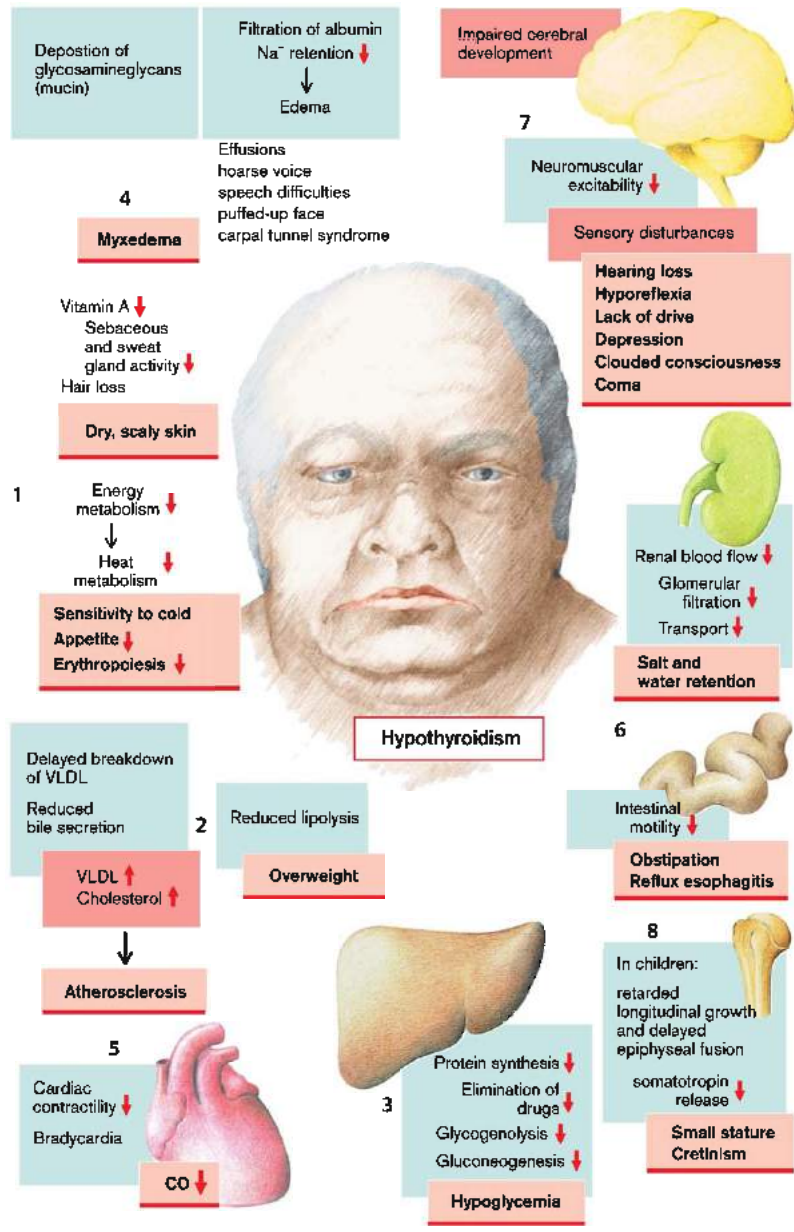 Depostion of
glycosamineglycans
(mucin)
Filtration of albumin
Na⁻ retention ↓
↓
Edema
Effusions
hoarse voice
speech difficulties
puffed-up face
carpal tunnel syndrome
4
Myxedema
Vitamin A ↓
Sebaceous
and sweat
gland activity ↓
Hair loss
Dry, scaly skin
1
Energy
metabolism ↓
↓
Heat
metabolism ↓
Sensitivity to cold
Appetite ↓
Erythropoiesis ↓
Impaired cerebral
development
7
Neuromuscular
excitability ↓
Sensory disturbances
Hearing loss
Hyporeflexia
Lack of drive
Depression
Clouded consciousness
Coma
Renal blood flow ↓
Glomerular
filtration ↓
Transport ↓
Salt and
water retention
Hypothyroidism
Delayed breakdown
of VLDL
Reduced
bile secretion
2
Reduced lipolysis
Overweight
VLDL ↑
Cholesterol ↑
↓
Atherosclerosis
6
Intestinal
motility ↓
Obstipation
Reflux esophagitis
5
Cardiac
contractility ↓
Bradycardia
CO ↓
3
Protein synthesis ↓
Elimination of
druga ↓
Glycogenolysis ↓
Gluconeogenesis ↓
Hypoglycemia
8
In children:
retarded
longitudinal growth
and delayed
epiphyseal fusion
somatotropin
release ↓
Small stature
Cretinism